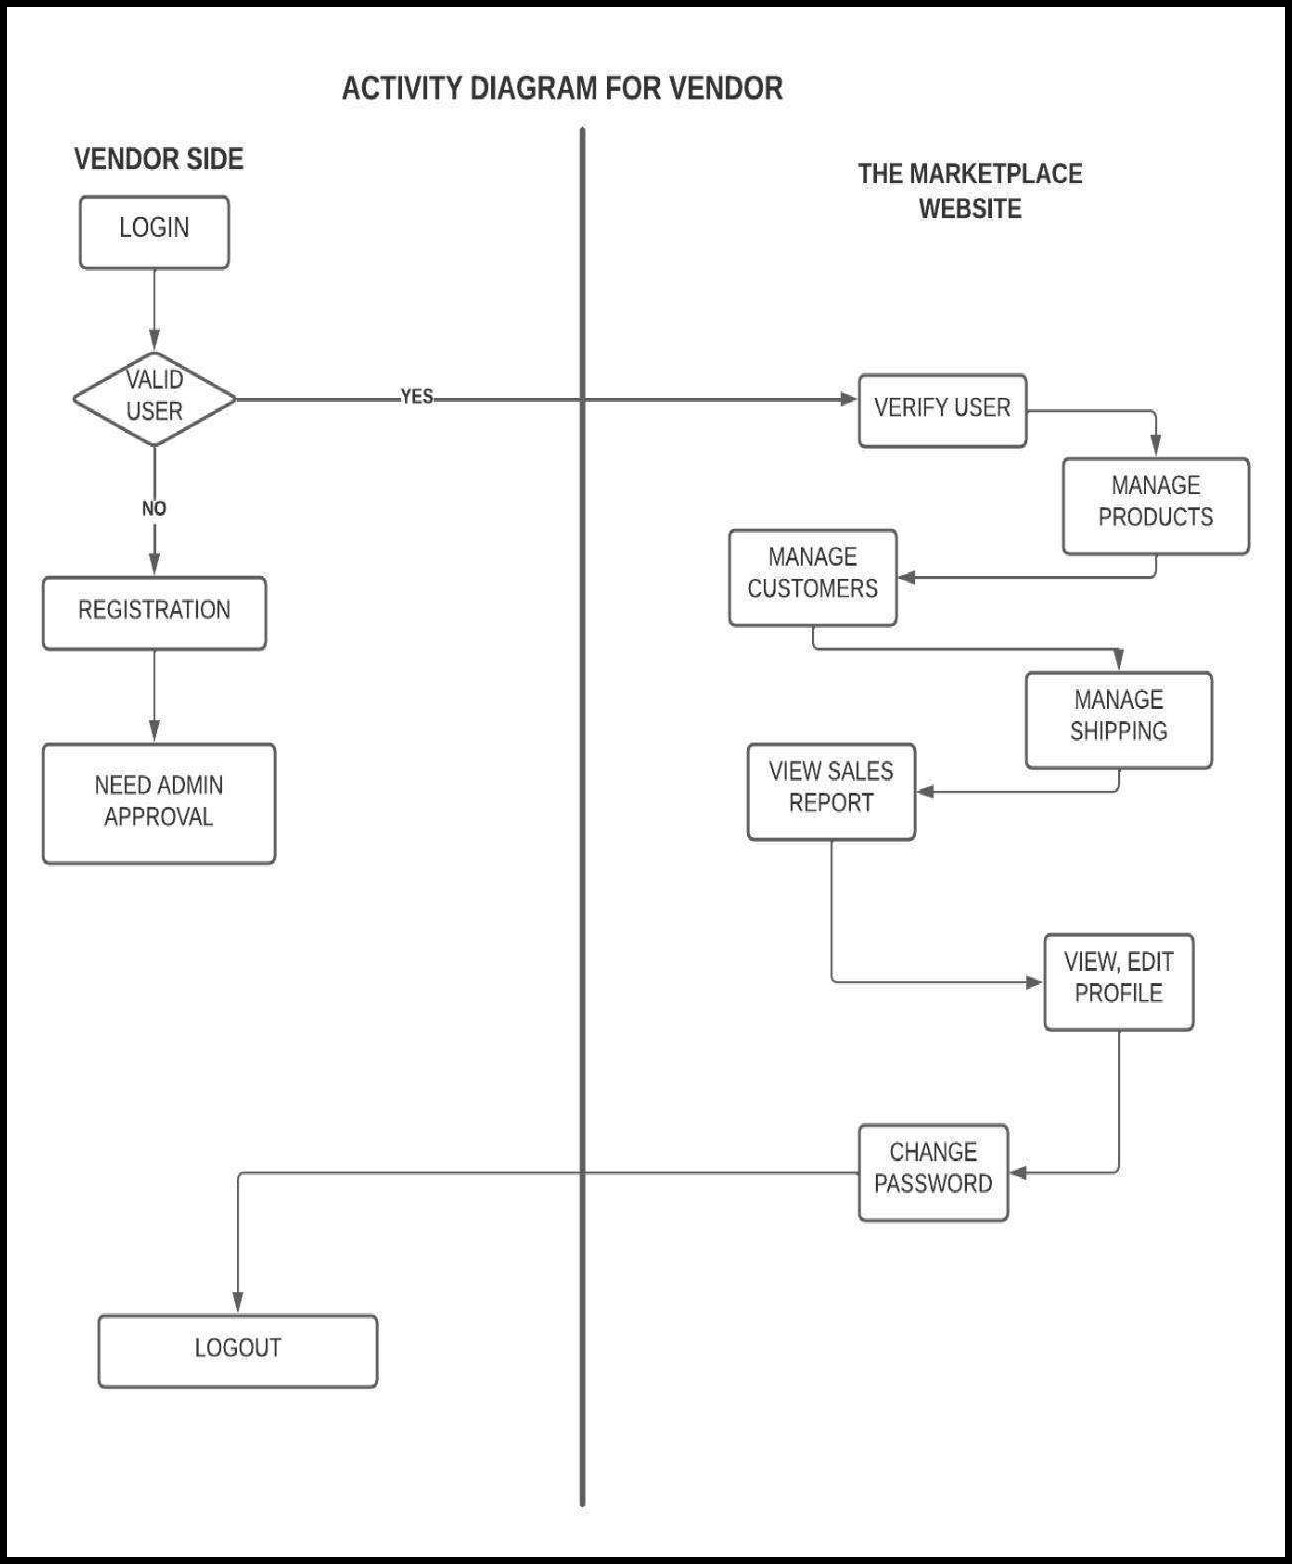 ACTIVITY DIAGRAM FOR VENDOR
VENDOR SIDE
THE MARKETPLACE
WEBSITE
LOGIN
VALID
USER
YES
VERIFY USER
MANAGE
PRODUCTS
NO
MANAGE
CUSTOMERS
REGISTRATION
MANAGE
SHIPPING
NEED ADMIN
APPROVAL
VIEW SALES
REPORT
VIEW, EDIT
PROFILE
CHANGE
PASSWORD
LOGOUT